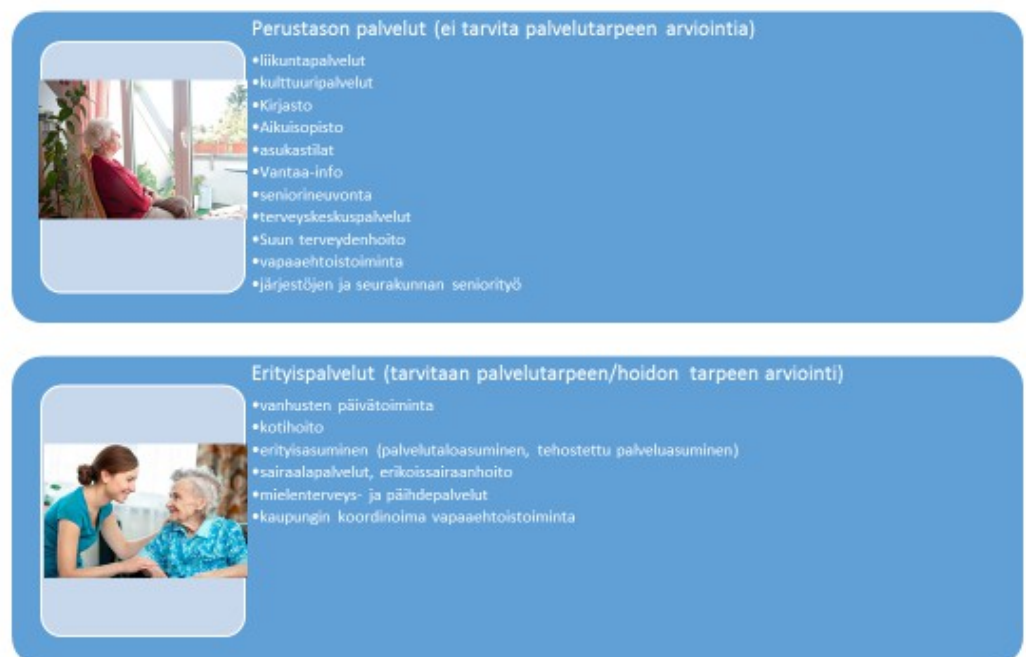 Perustason palvelut (ei tarvita palvelutarpeen arviointia)
•liikuntapalvelut
•kulttuuripalvelut
•Kirjasto
•Aikuisopisto
•asukastilat
•Vantaa-info
•seniorineuvonta
•terveyskeskuspalvelut
•Suun terveydenhoito
•vapaaehtoistoiminta
•järjestöjen ja seurakunnan seniorityö
Erityispalvelut (tarvitaan palvelutarpeen/hoidon tarpeen arviointi)
•vanhusten päivätoiminta
•kotihoito
•erityisasuminen (palvelutaloasuminen, tehostettu palveluasuminen)
•sairaalapalvelut, erikoissairaanhoito
•mielenterveys- ja päihdepalvelut
•kaupungin koordinoima vapaaehtoistoiminta